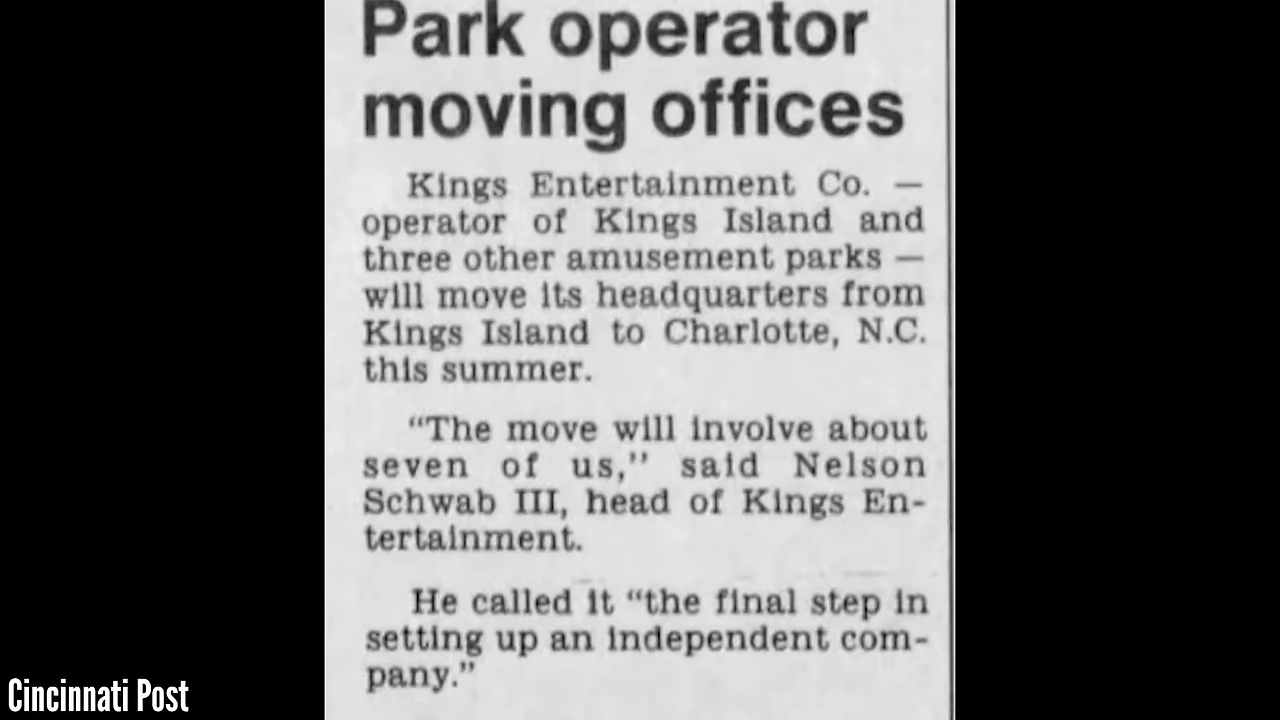 Park operator
moving offices
Kings Entertainment Co. —
operator of Kings Island and
three other amusement parks —
will move its headquarters from
Kings Island to Charlotte, N.C.
this summer.
“The move will involve about
seven of us,” said Nelson
Schwab III, head of Kings En-
tertainment.
He called it “the final step in
setting up an independent com-
pany.”
Cincinnati Post